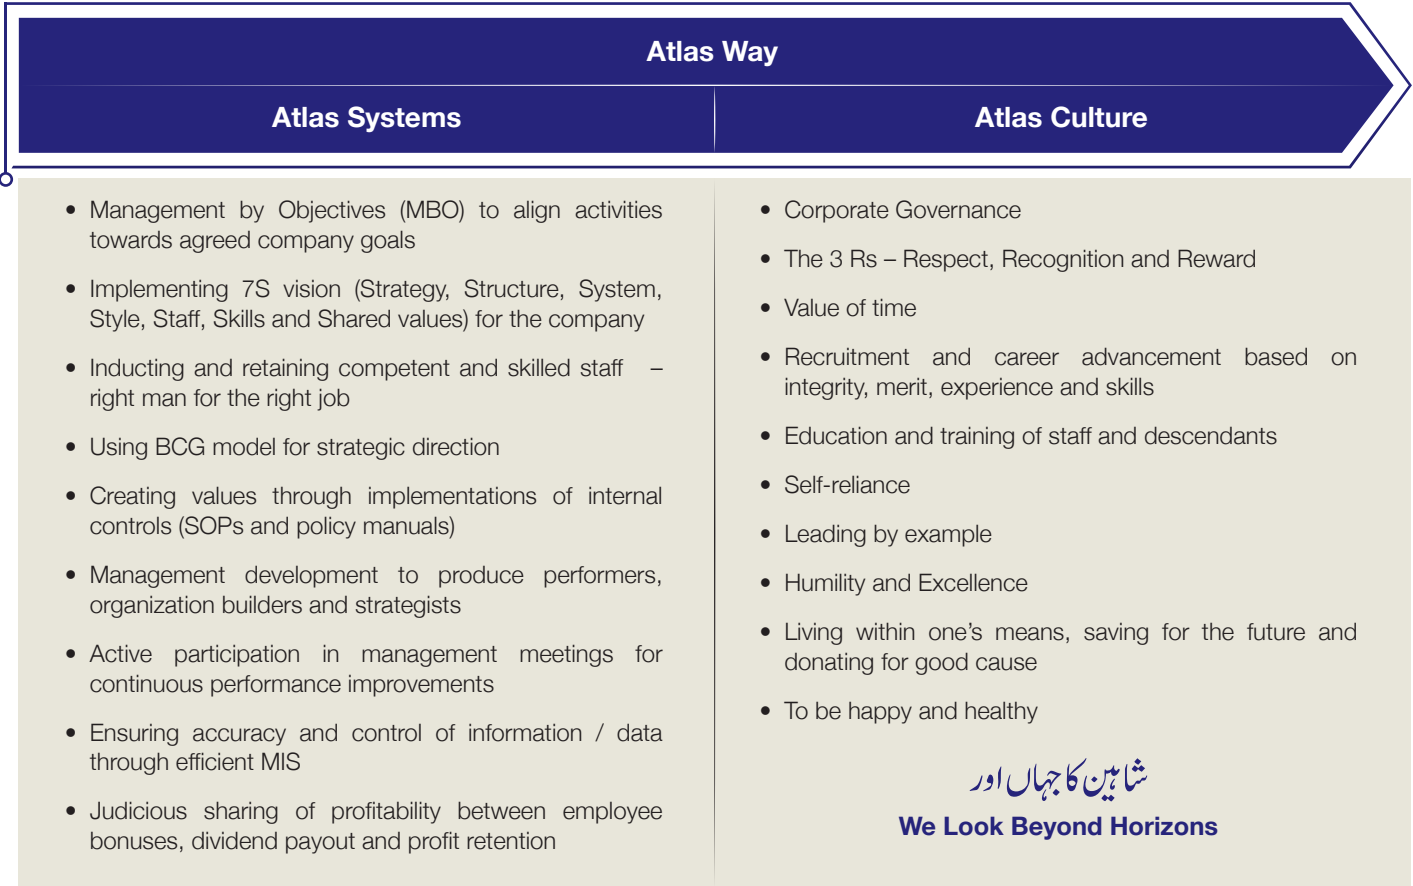 Atlas Way
Atlas Systems
• Management by Objectives (MBO) to align activities
towards agreed company goals
• Implementing 7S vision (Strategy, Structure, System,
Style, Staff, Skills and Shared values) for the company
• Inducting and retaining competent and skilled staff –
right man for the right job
• Using BCG model for strategic direction
• Creating values through implementations of internal
controls (SOPs and policy manuals)
• Management development to produce performers,
organization builders and strategists
• Active participation in management meetings for
continuous performance improvements
• Ensuring accuracy and control of information / data
through efficient MIS
• Judicious sharing of profitability between employee
bonuses, dividend payout and profit retention
Atlas Culture
• Corporate Governance
• The 3 Rs – Respect, Recognition and Reward
• Value of time
• Recruitment and career advancement based on
integrity, merit, experience and skills
• Education and training of staff and descendants
• Self-reliance
• Leading by example
• Humility and Excellence
• Living within one’s means, saving for the future and
donating for good cause
• To be happy and healthy
شاہین کا جہاں اور
We Look Beyond Horizons